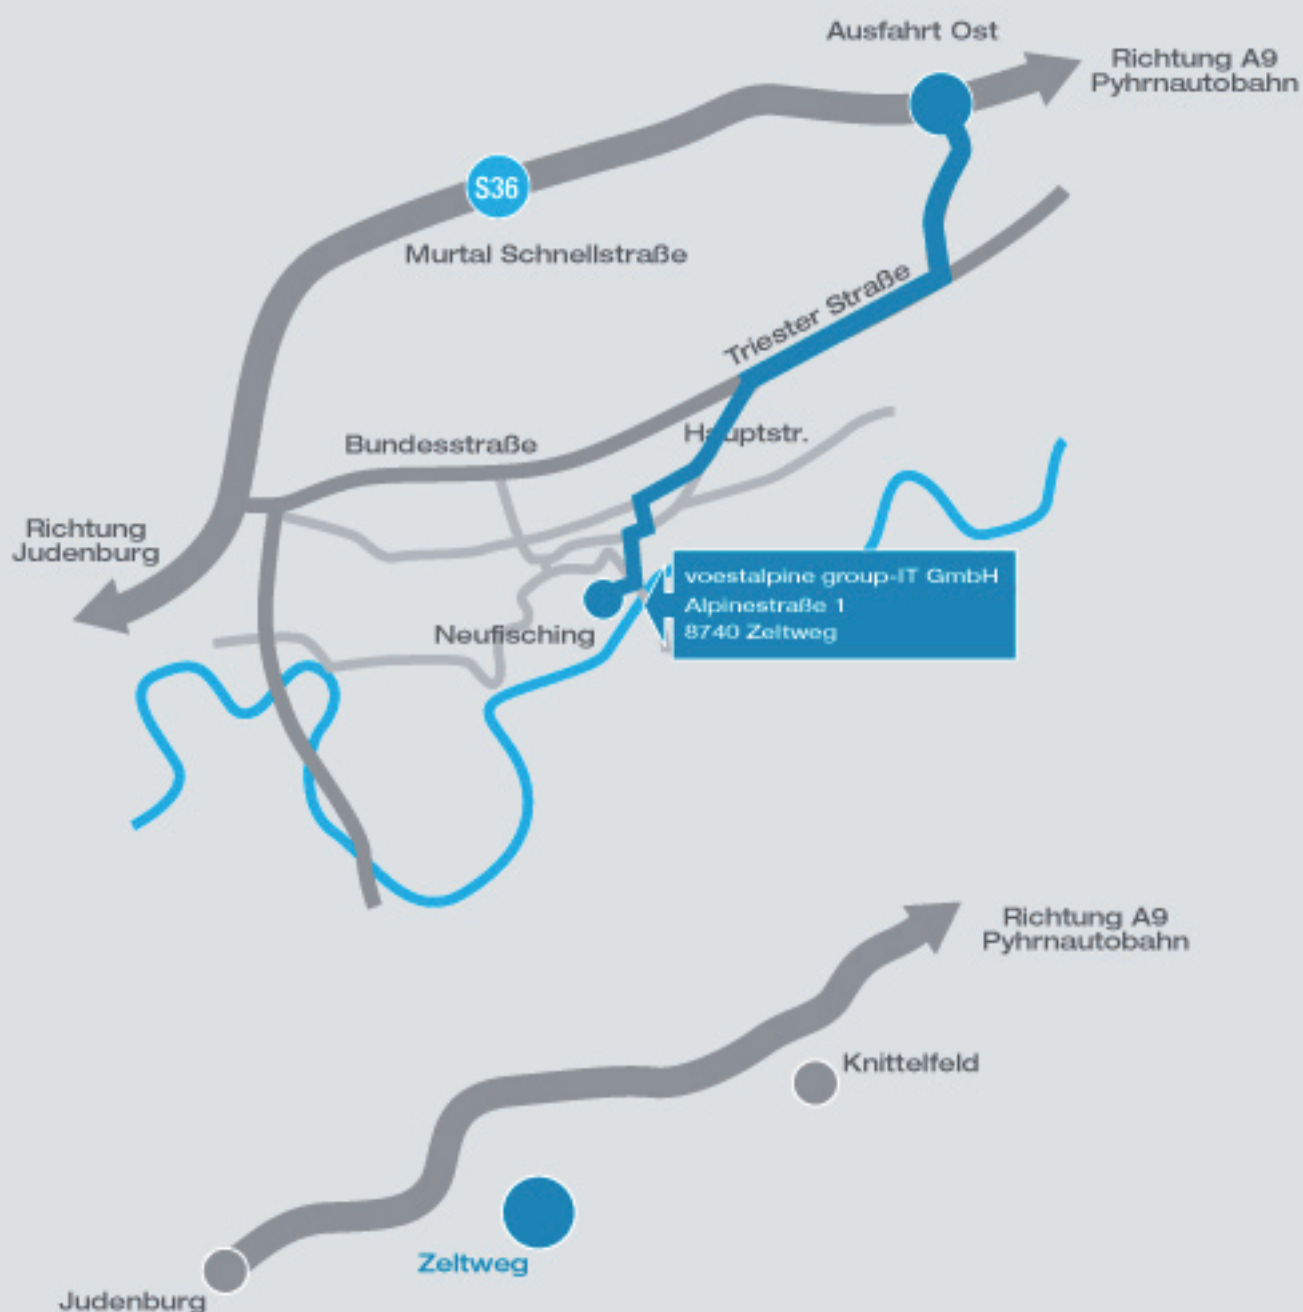 Ausfahrt Ost
Richtung A9
Pyhrnautobahn
S36
Murtal Schnellstraße
Triester Straße
Hauptstr.
Bundesstraße
Richtung
Judenburg
voestalpine group-IT GmbH
Alpinestraße 1
8740 Zeltweg
Neufisching
Richtung A9
Pyhrnautobahn
Knittelfeld
Zeltweg
Judenburg